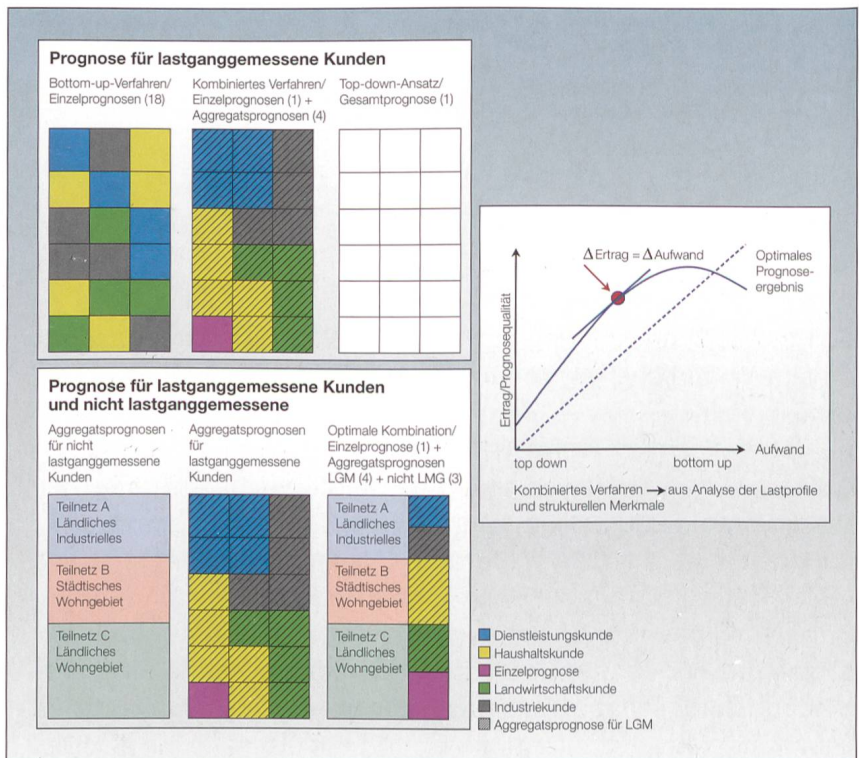 Prognose für lastganggemessene Kunden
Bottom-up-Verfahren/
Einzelprognosen (18)
Kombiniertes Verfahren/
Einzelprognosen (1) +
Aggregatsprognosen (4)
Top-down-Ansatz/
Gesamtprognose (1)
Prognose für lastganggemessene Kunden
und nicht lastganggemessene
Aggregatsprognosen
für nicht
lastganggemessene
Kunden
Aggregatsprognosen
für
lastganggemessene
Kunden
Optimale Kombination/
Einzelprognose (1) +
Aggregatsprognosen
LGM (4) + nicht LMG (3)
Teilnetz A
Ländliches
Industrielles
Teilnetz B
Städtisches
Wohngebiet
Teilnetz C
Ländliches
Wohngebiet
Teilnetz A
Ländliches
Industrielles
Teilnetz B
Städtisches
Wohngebiet
Teilnetz C
Ländliches
Wohngebiet
Δ Ertrag = Δ Aufwand
Optimales
Prognose-
ergebnis
Ertrag/Prognosequalität
Aufwand
top down
bottom up
Kombiniertes Verfahren → aus Analyse der Lastprofile
und strukturellen Merkmale
Dienstleistungskunde
Haushaltskunde
Einzelprognose
Landwirtschaftskunde
Industriekunde
Aggregatsprognose für LGM